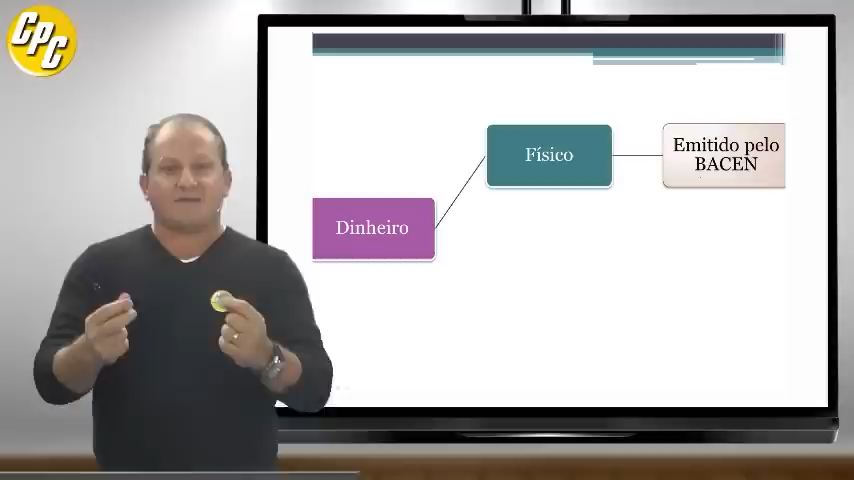 CPC
Dinheiro
Físico
Emitido pelo
BACEN